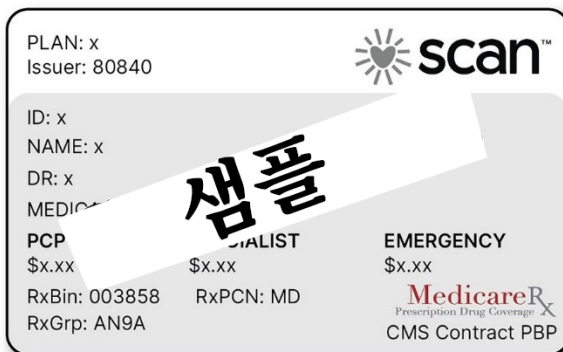 PLAN: x
scan™
Issuer: 80840
ID: x
NAME: x
DR: x
샘플
PCP EMERGENCY
$x.xx $x.xx $x.xx
RxBin: 003858 RxPCN: MD
MedicareRx
RxGrp: AN9A
Prescription Drug Coverage
CMS Contract PBP